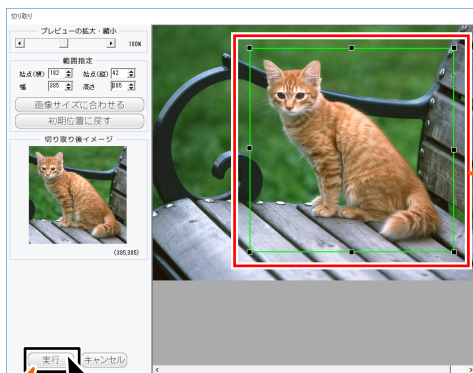 切り取り
プレビューの拡大・縮小
100%
範囲指定
始点(横) 182 始点(縦) 42
幅 385 高さ 385
画像サイズに合わせる
初期位置に戻す
切り取り後イメージ
(385,385)
実行 キャンセル